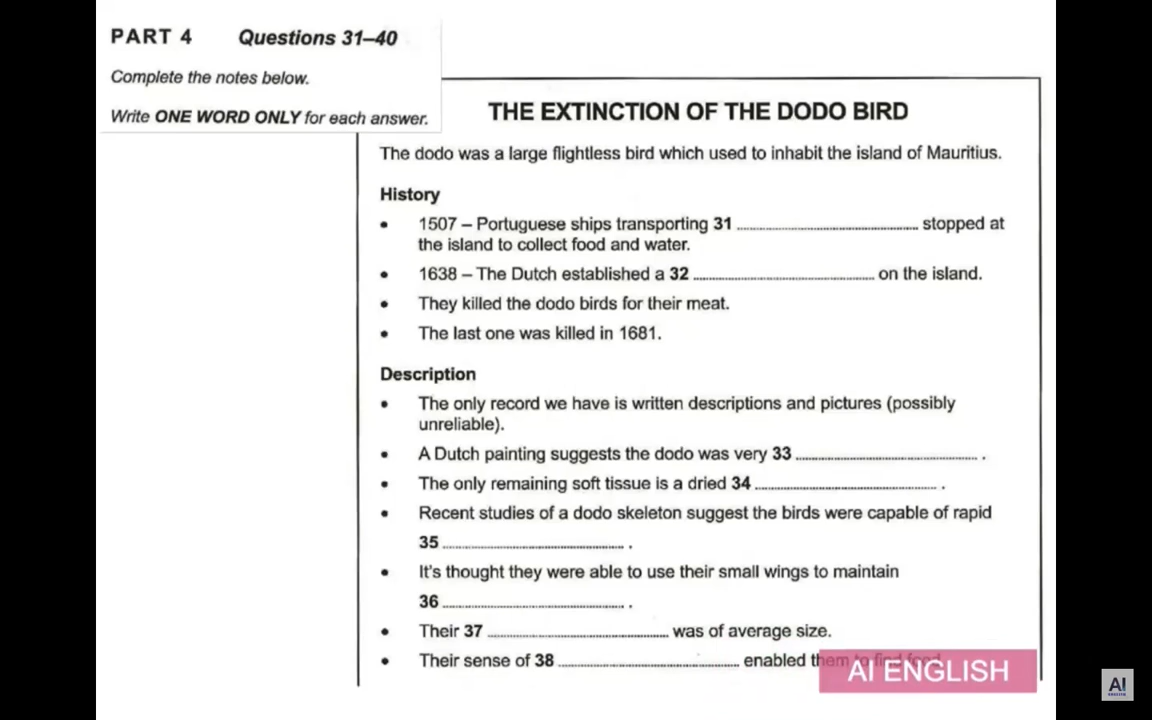 PART 4 Questions 31–40
Complete the notes below.
Write ONE WORD ONLY for each answer.
THE EXTINCTION OF THE DODO BIRD
The dodo was a large flightless bird which used to inhabit the island of Mauritius.
History
• 1507 – Portuguese ships transporting 31 .............................. stopped at
the island to collect food and water.
• 1638 – The Dutch established a 32 .............................. on the island.
• They killed the dodo birds for their meat.
• The last one was killed in 1681.
Description
• The only record we have is written descriptions and pictures (possibly
unreliable).
• A Dutch painting suggests the dodo was very 33 .............................. .
• The only remaining soft tissue is a dried 34 .............................. .
• Recent studies of a dodo skeleton suggest the birds were capable of rapid
35 .............................. .
• It's thought they were able to use their small wings to maintain
36 .............................. .
• Their 37 .............................. was of average size.
• Their sense of 38 .............................. enabled them to find food.
AI ENGLISH
AI
ENGLISH